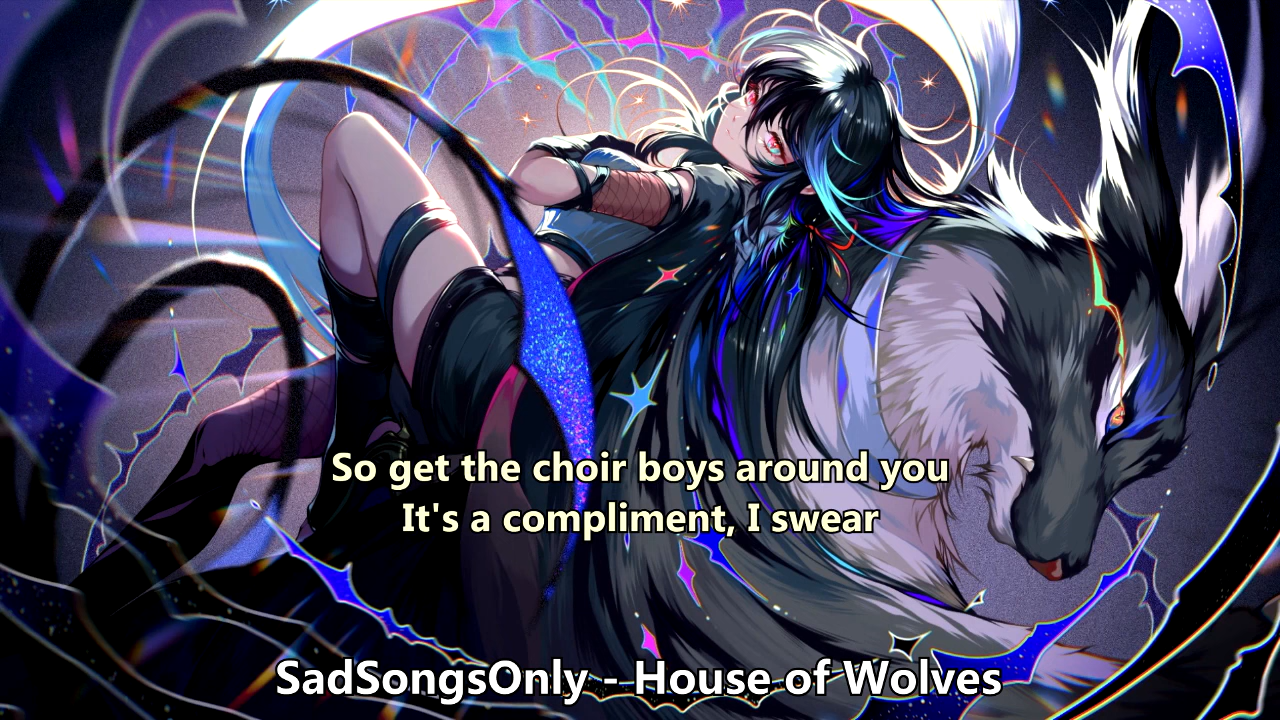 So get the choir boys around you
It's a compliment, I swear
SadSongsOnly - House of Wolves